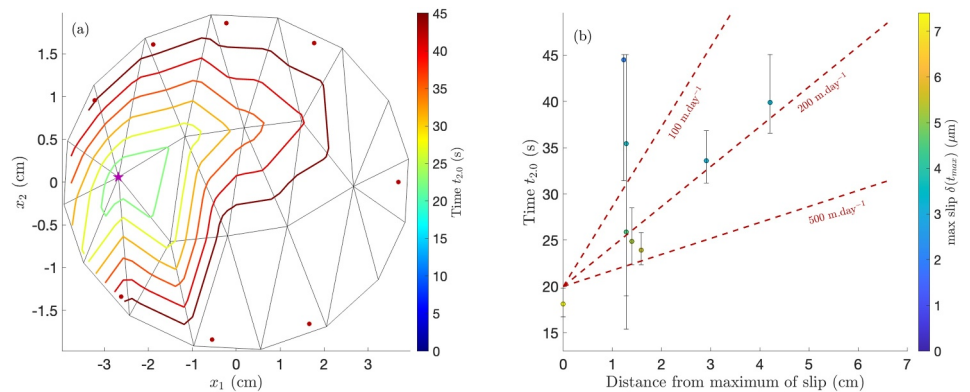 (a)
2
1.5
1
0.5
0
-0.5
-1
-1.5
x₂ (cm)
-3 -2 -1 0 1 2 3
x₁ (cm)
45
40
35
30
25
20
15
10
5
0
Time t₂.₀ (s)
(b)
45
40
35
30
25
20
15
Time t₂.₀ (s)
100 m.day⁻¹
200 m.day⁻¹
500 m.day⁻¹
0 1 2 3 4 5 6 7
Distance from maximum of slip (cm)
7
6
5
4
3
2
1
0
max slip δ(tₘₐₓ) (μm)